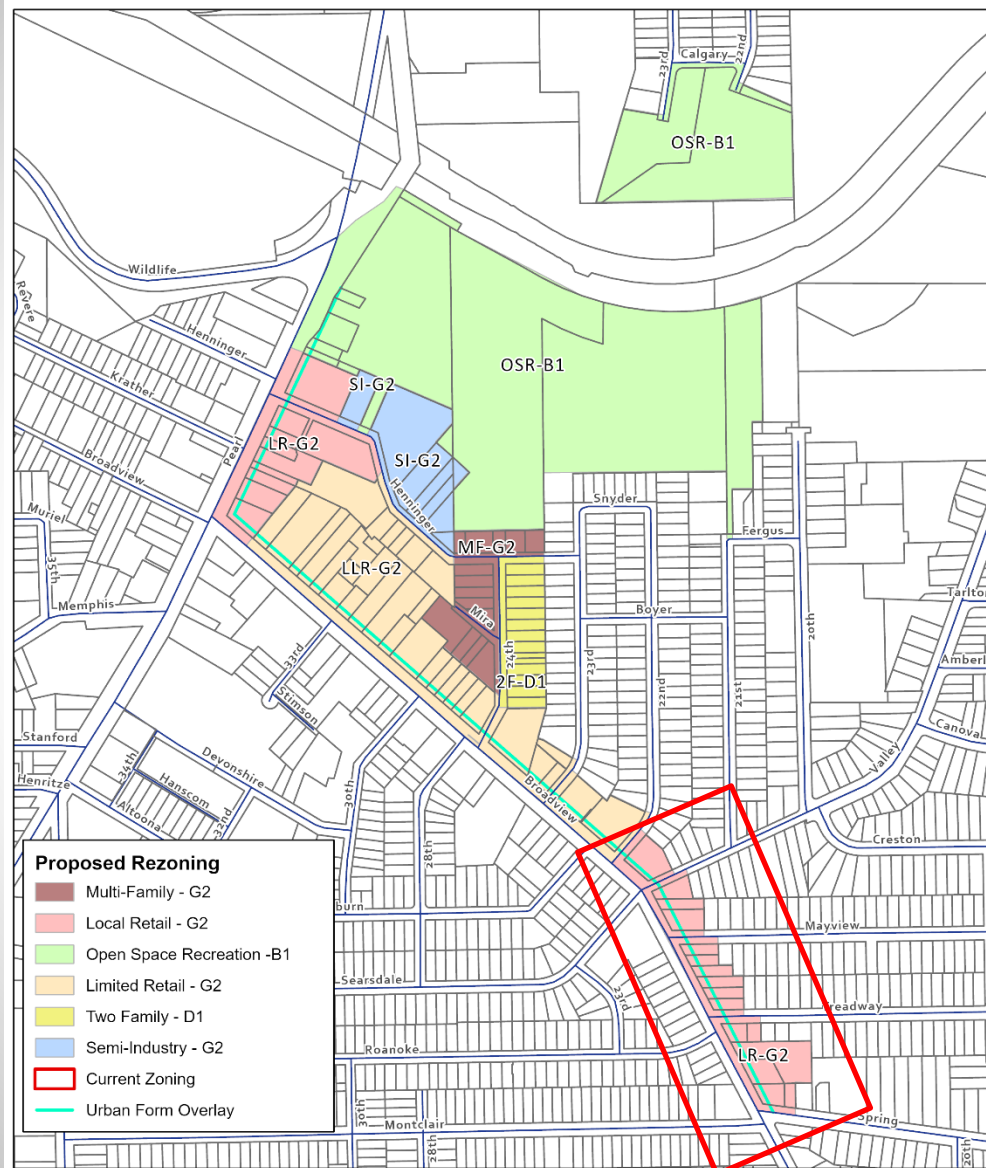 Calgary
23rd
22nd
OSR-B1
Wildlife
Revere
Henninger
Krather
OSR-B1
SI-G2
Pearl
LR-G2
Broadview
SI-G2
Muriel
Henninger
Snyder
35th
MF-G2
Fergus
LLR-G2
Tarlto
Memphis
Mira
Boyer
20th
33rd
24th
23rd
22nd
21st
Amberl
Stimson
2F-D1
Canova
Stanford
Devonshire
Valley
34th
Henritze
Hanscom
30th
Broadview
Altoona
32nd
28th
Creston
Proposed Rezoning
Multi-Family - G2
Local Retail - G2
Open Space Recreation -B1
Limited Retail - G2
Two Family - D1
Semi-Industry - G2
Current Zoning
Urban Form Overlay
burn
Mayview
Searsdale
23rd
Treadway
Roanoke
LR-G2
30th
Montclair
28th
Spring
20th